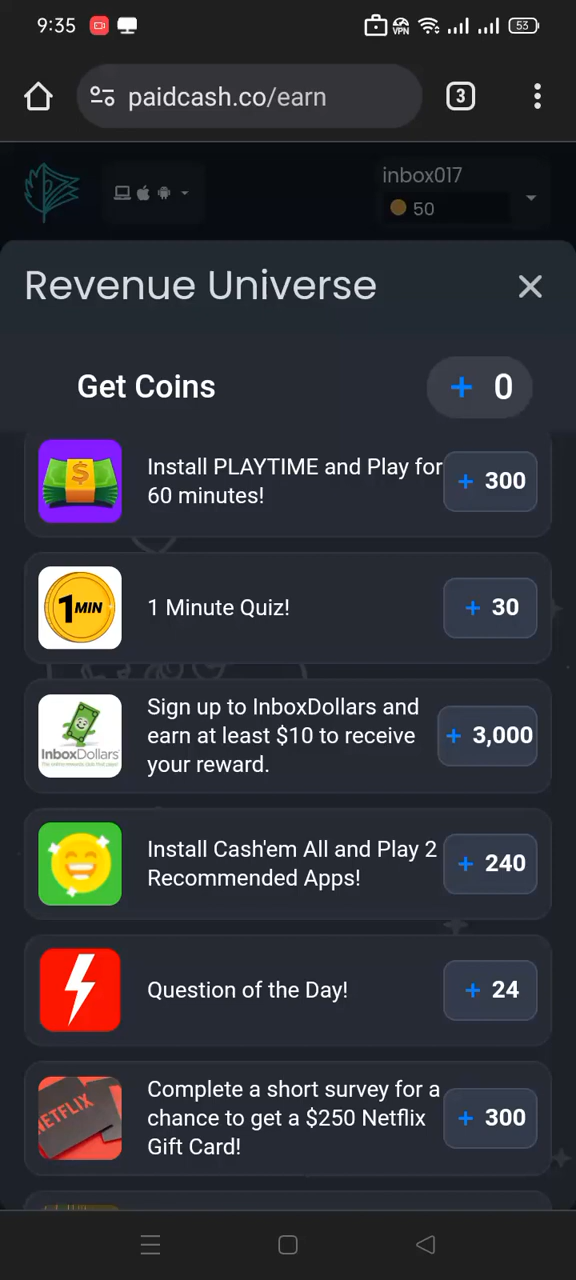 9:35
VPN
53
paidcash.co/earn
3
inbox017
50
Revenue Universe
Get Coins
+ 0
Install PLAYTIME and Play for
60 minutes!
+ 300
$
1 MIN
1 Minute Quiz!
+ 30
Sign up to InboxDollars and
earn at least $10 to receive
your reward.
+ 3,000
InboxDollars
Install Cash'em All and Play 2
Recommended Apps!
+ 240
Question of the Day!
+ 24
Complete a short survey for a
chance to get a $250 Netflix
Gift Card!
+ 300
NETFLIX